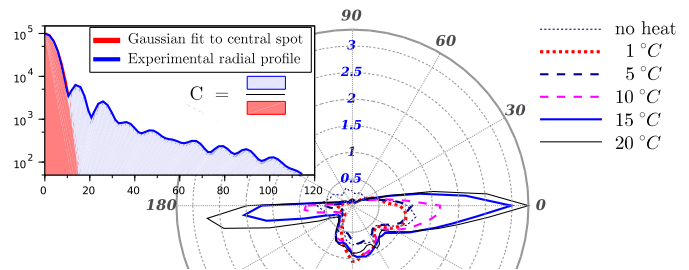 90
60
30
0
180
3
2.5
2
1.5
1
0.5
10^5
10^4
10^3
10^2
0 20 40 60 80 100 120
Gaussian fit to central spot
Experimental radial profile
C =
no heat
1 °C
5 °C
10 °C
15 °C
20 °C